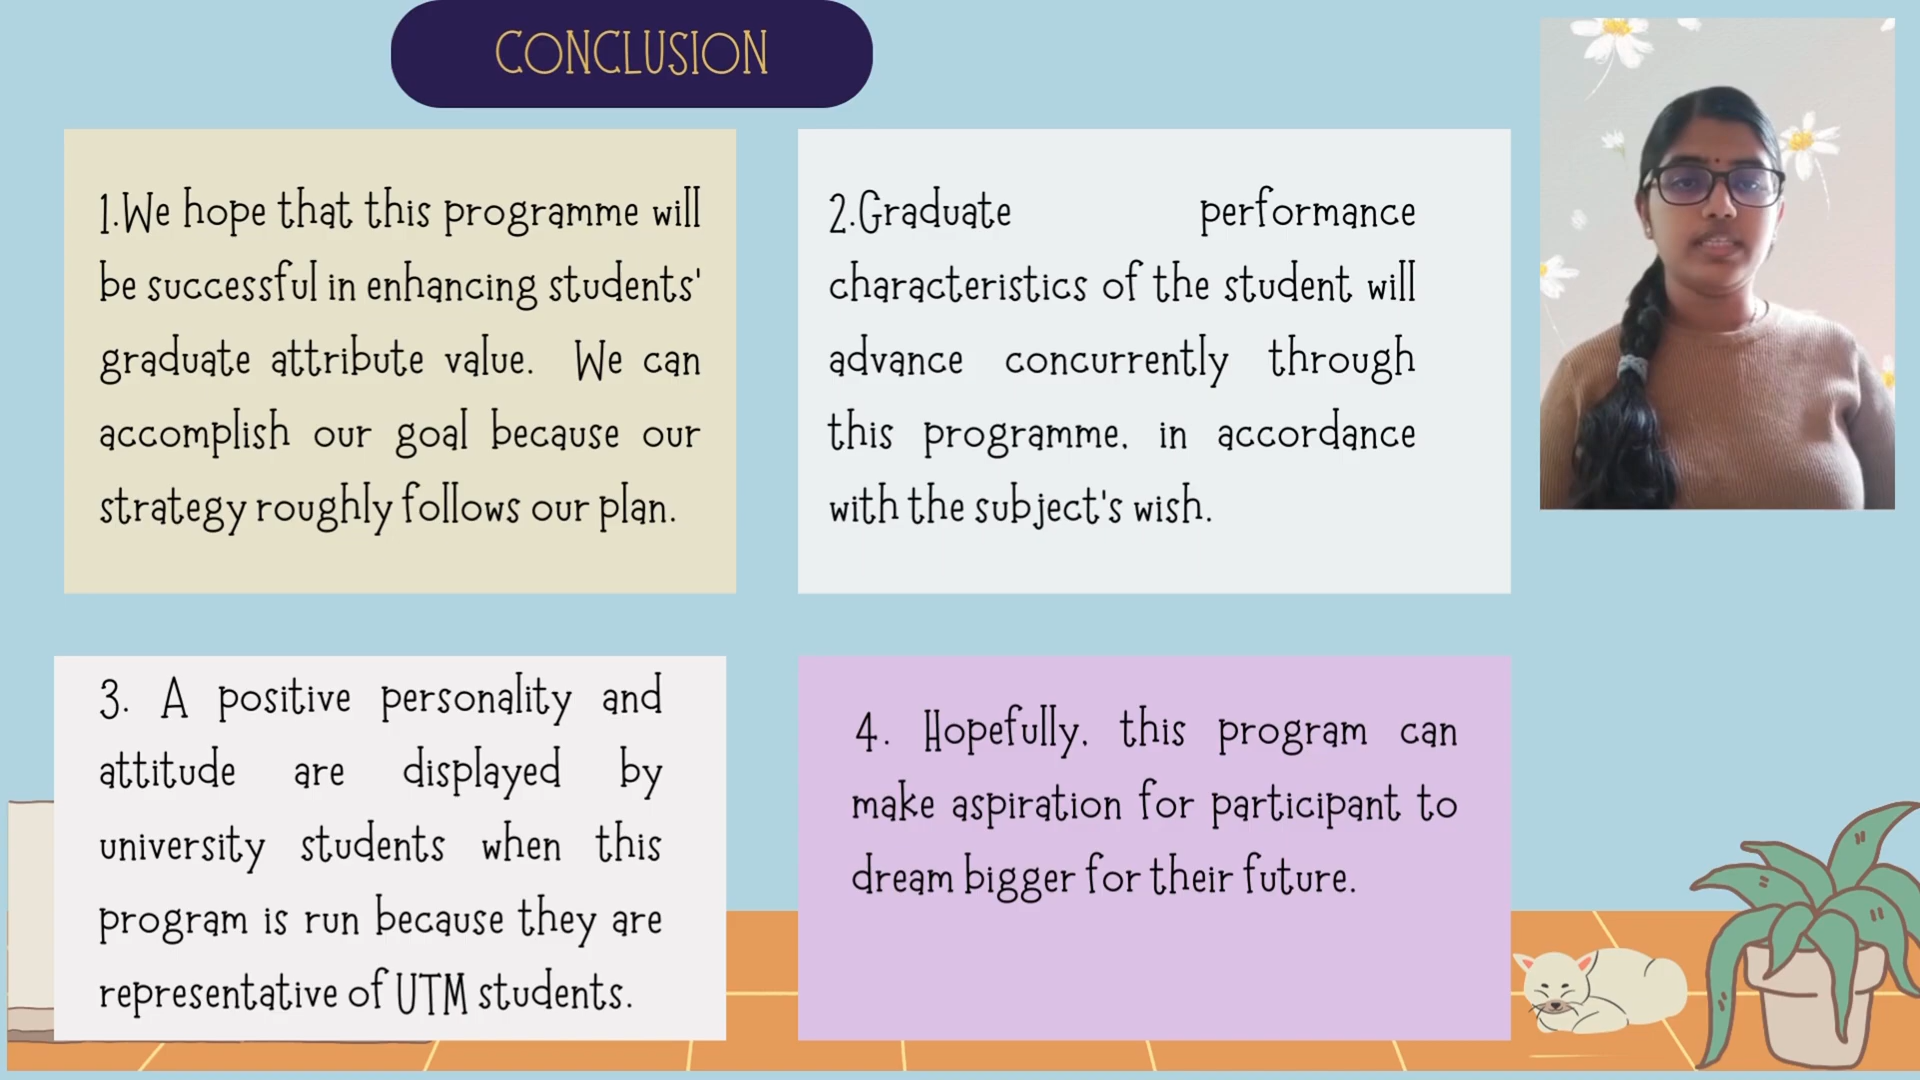 CONCLUSION
1.We hope that this programme will
be successful in enhancing students'
graduate attribute value. We can
accomplish our goal because our
strategy roughly follows our plan.
2.Graduate performance
characteristics of the student will
advance concurrently through
this programme, in accordance
with the subject's wish.
3. A positive personality and
attitude are displayed by
university students when this
program is run because they are
representative of UTM students.
4. Hopefully, this program can
make aspiration for participant to
dream bigger for their future.